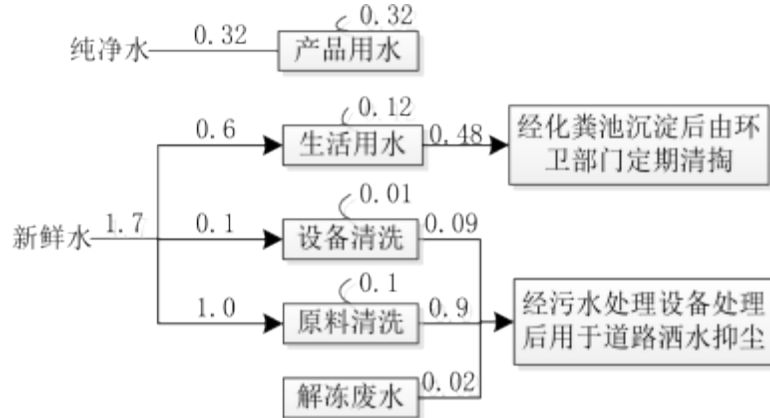 0.32
纯净水
0.32
产品用水
0.12
0.6
生活用水
0.48
经化粪池沉淀后由环
卫部门定期清掏
0.01
新鲜水
1.7
0.1
设备清洗
0.09
0.1
1.0
原料清洗
0.9
经污水处理设备处理
后用于道路洒水抑尘
解冻废水
0.02